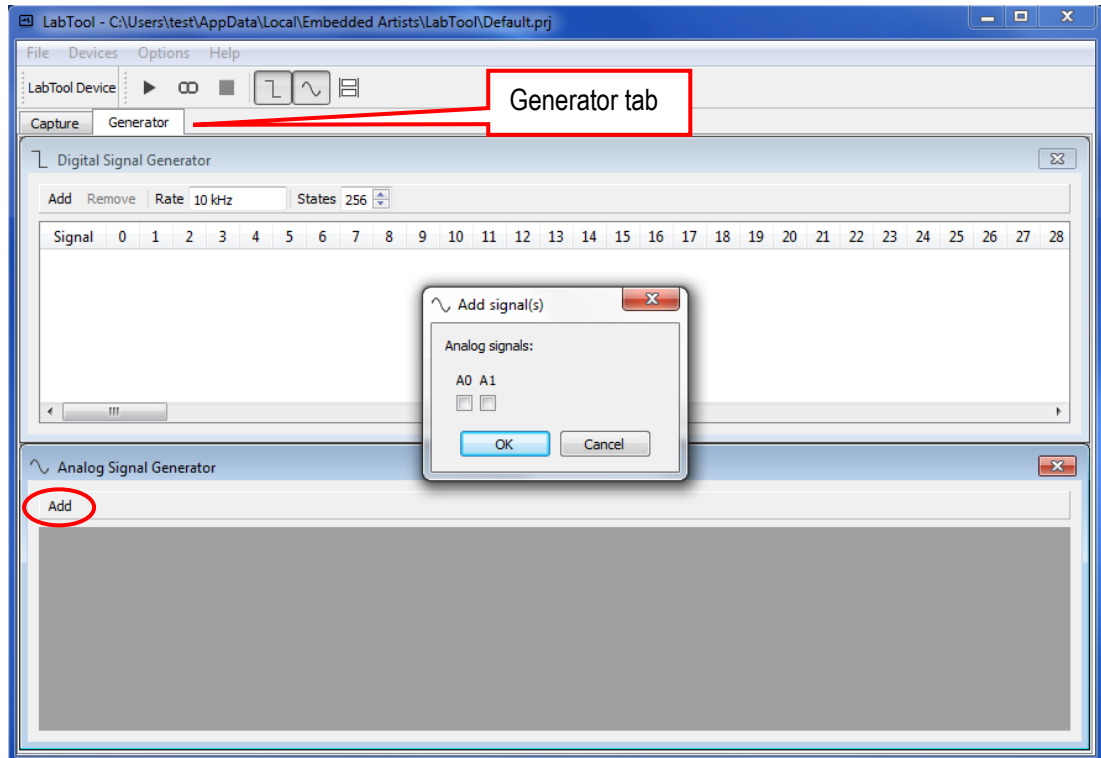 LabTool - C:\Users\test\AppData\Local\Embedded Artists\LabTool\Default.prj
File Devices Options Help
LabTool Device
Generator tab
Capture Generator
Digital Signal Generator
Add Remove Rate 10 kHz States 256
Signal 0 1 2 3 4 5 6 7 8 9 10 11 12 13 14 15 16 17 18 19 20 21 22 23 24 25 26 27 28
Add signal(s)
Analog signals:
A0 A1
OK Cancel
Analog Signal Generator
Add